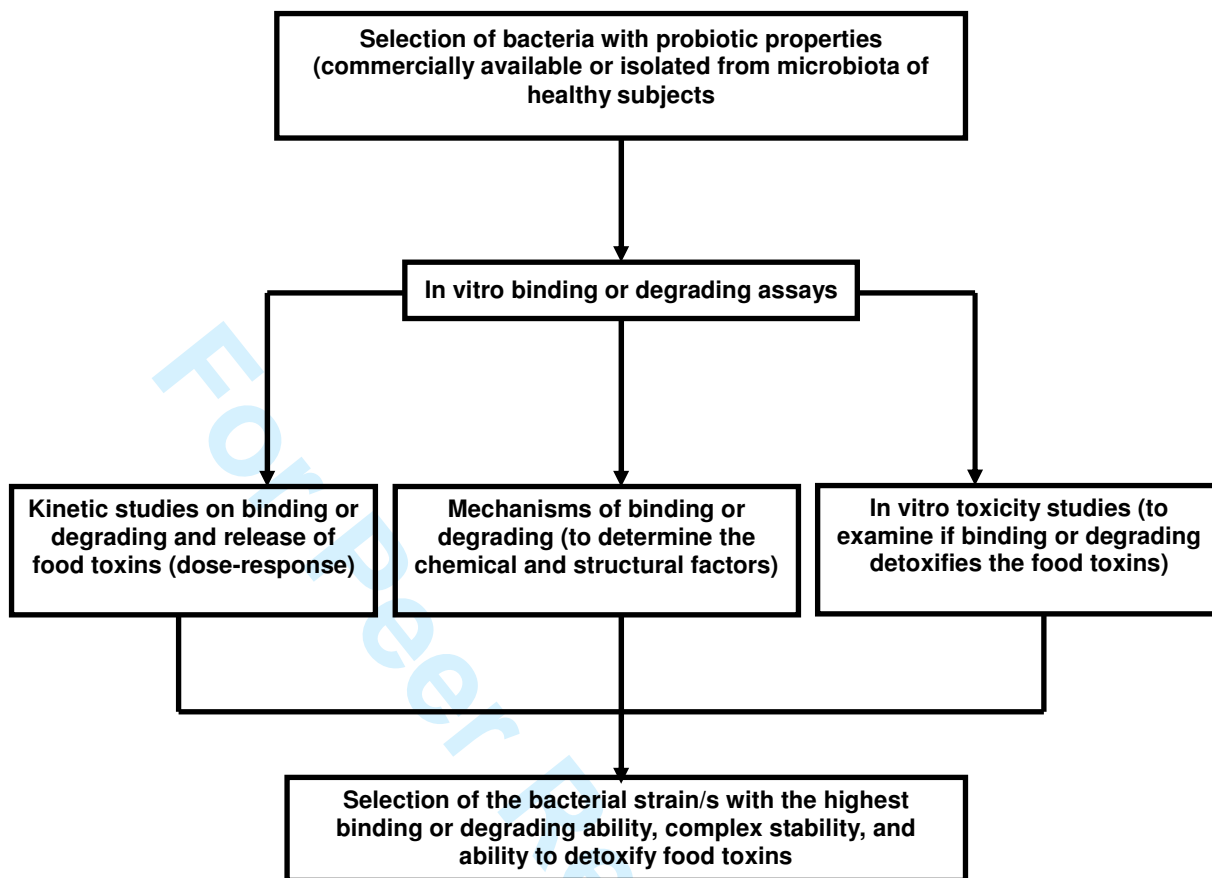 Selection of bacteria with probiotic properties
(commercially available or isolated from microbiota of
healthy subjects
In vitro binding or degrading assays
Kinetic studies on binding or
degrading and release of
food toxins (dose-response)
Mechanisms of binding or
degrading (to determine the
chemical and structural factors)
In vitro toxicity studies (to
examine if binding or degrading
detoxifies the food toxins)
Selection of the bacterial strain/s with the highest
binding or degrading ability, complex stability, and
ability to detoxify food toxins
For Peer Re